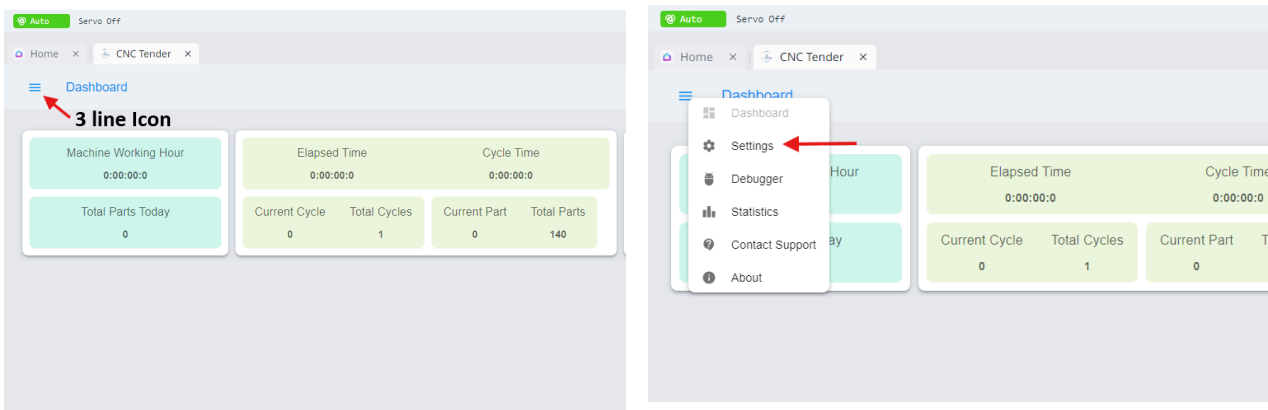 @ Auto Servo Off
Home × CNC Tender ×
Dashboard
3 line Icon
Machine Working Hour
0:00:00:0
Total Parts Today
0
Elapsed Time Cycle Time
0:00:00:0 0:00:00:0
Current Cycle Total Cycles Current Part Total Parts
0 1 0 140
@ Auto Servo Off
Home × CNC Tender ×
Dashboard
Dashboard
Settings
Debugger
Statistics
Contact Support
About
Hour
ay
Elapsed Time Cycle Time
0:00:00:0 0:00:00:0
Current Cycle Total Cycles Current Part T
0 1 0